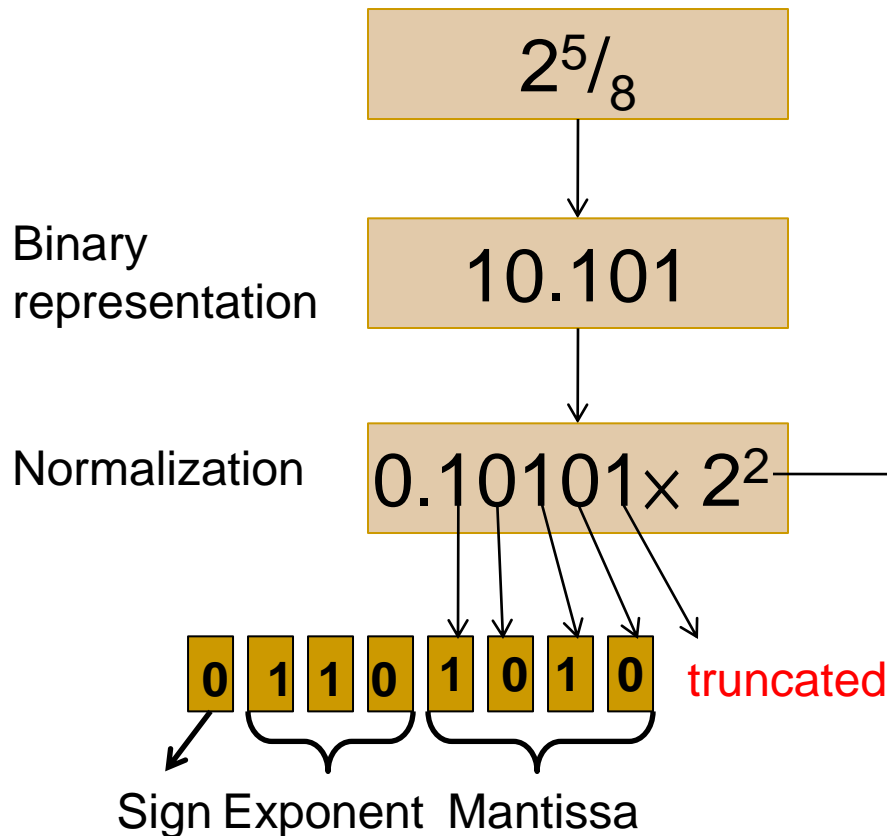 2⁵/₈
Binary
representation
10.101
Normalization
0.10101× 2²
0 1 1 0 1 0 1 0
truncated
Sign Exponent Mantissa